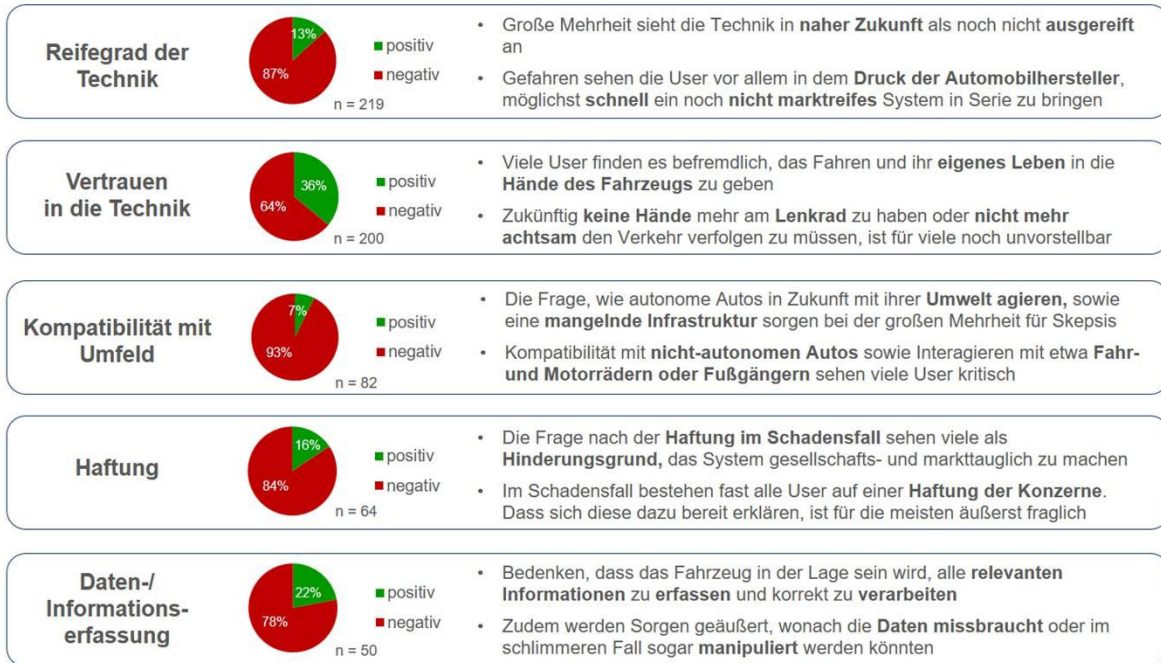 Reifegrad der
Technik
13%
87%
positiv
negativ
n = 219
• Große Mehrheit sieht die Technik in naher Zukunft als noch nicht ausgereift
an
• Gefahren sehen die User vor allem in dem Druck der Automobilhersteller,
möglichst schnell ein noch nicht marktreifes System in Serie zu bringen
Vertrauen
in die Technik
36%
64%
positiv
negativ
n = 200
• Viele User finden es befremdlich, das Fahren und ihr eigenes Leben in die
Hände des Fahrzeugs zu geben
• Zukünftig keine Hände mehr am Lenkrad zu haben oder nicht mehr
achtsam den Verkehr verfolgen zu müssen, ist für viele noch unvorstellbar
Kompatibilität mit
Umfeld
7%
93%
positiv
negativ
n = 82
• Die Frage, wie autonome Autos in Zukunft mit ihrer Umwelt agieren, sowie
eine mangelnde Infrastruktur sorgen bei der großen Mehrheit für Skepsis
• Kompatibilität mit nicht-autonomen Autos sowie Interagieren mit etwa Fahr-
und Motorrädern oder Fußgängern sehen viele User kritisch
Haftung
16%
84%
positiv
negativ
n = 64
• Die Frage nach der Haftung im Schadensfall sehen viele als
Hinderungsgrund, das System gesellschafts- und markttauglich zu machen
• Im Schadensfall bestehen fast alle User auf einer Haftung der Konzerne.
Dass sich diese dazu bereit erklären, ist für die meisten äußerst fraglich
Daten-/
Informations-
erfassung
22%
78%
positiv
negativ
n = 50
• Bedenken, dass das Fahrzeug in der Lage sein wird, alle relevanten
Informationen zu erfassen und korrekt zu verarbeiten
• Zudem werden Sorgen geäußert, wonach die Daten missbraucht oder im
schlimmeren Fall sogar manipuliert werden könnten